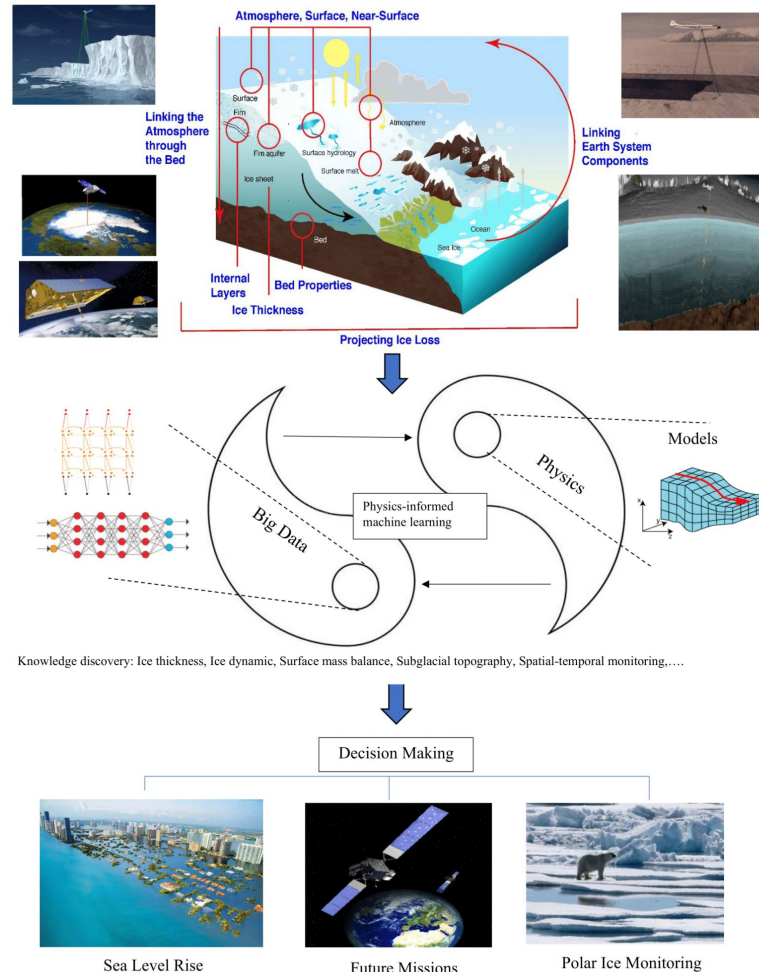 Atmosphere, Surface, Near-Surface
Surface
Firn
Atmosphere
Linking the
Atmosphere
through
the Bed
Firn aquifer
Surface hydrology
Surface melt
Ice sheet
Linking
Earth System
Components
Bed
Ocean
Sea Ice
Internal
Layers
Bed Properties
Ice Thickness
Projecting Ice Loss
Models
Physics
Physics-informed
machine learning
Big Data
x
y
z
Knowledge discovery: Ice thickness, Ice dynamic, Surface mass balance, Subglacial topography, Spatial-temporal monitoring,….
Decision Making
Sea Level Rise
Future Missions
Polar Ice Monitoring